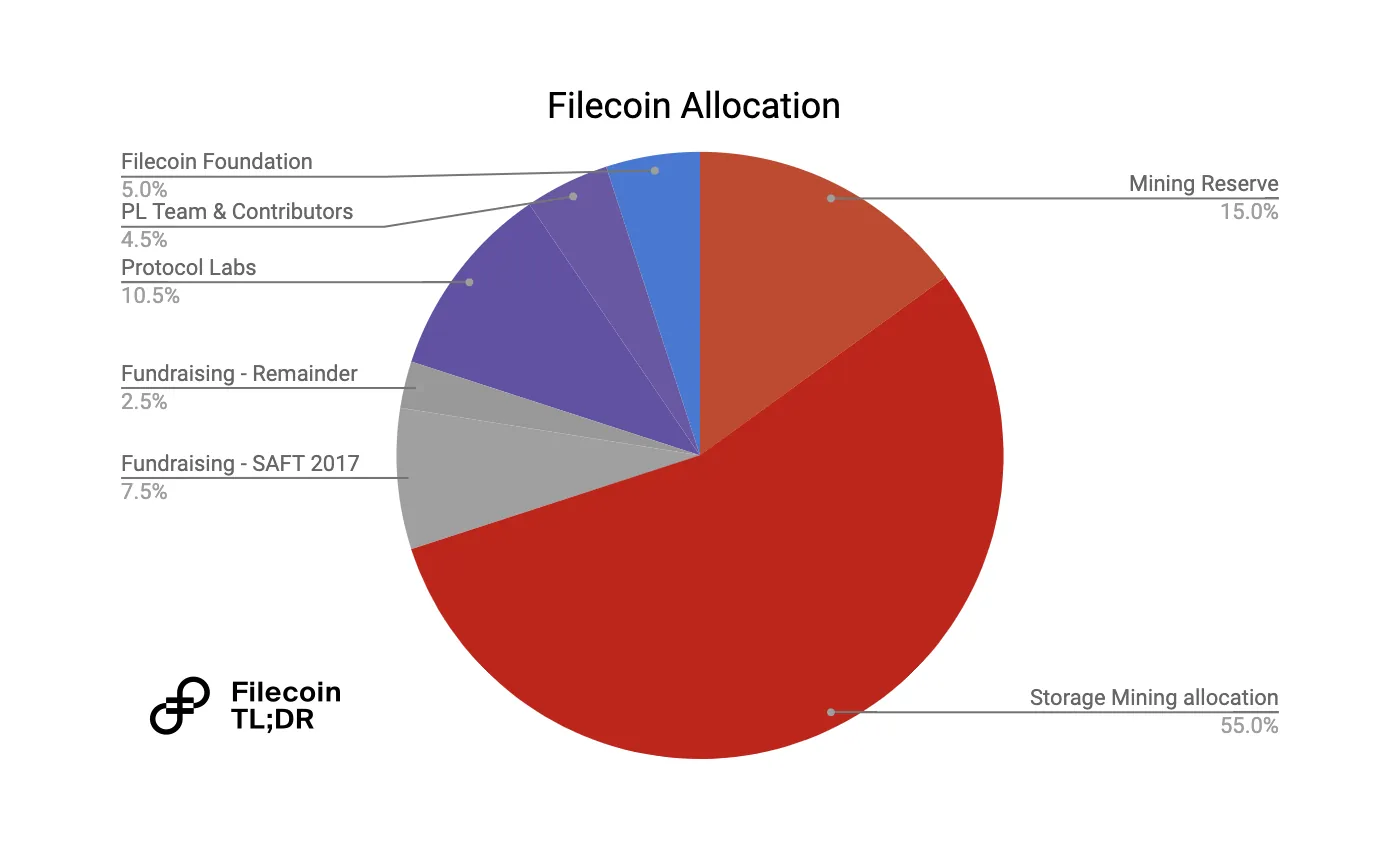 Filecoin Allocation
Filecoin Foundation
5.0%
PL Team & Contributors
4.5%
Protocol Labs
10.5%
Fundraising - Remainder
2.5%
Fundraising - SAFT 2017
7.5%
Mining Reserve
15.0%
Storage Mining allocation
55.0%
Filecoin
TL;DR